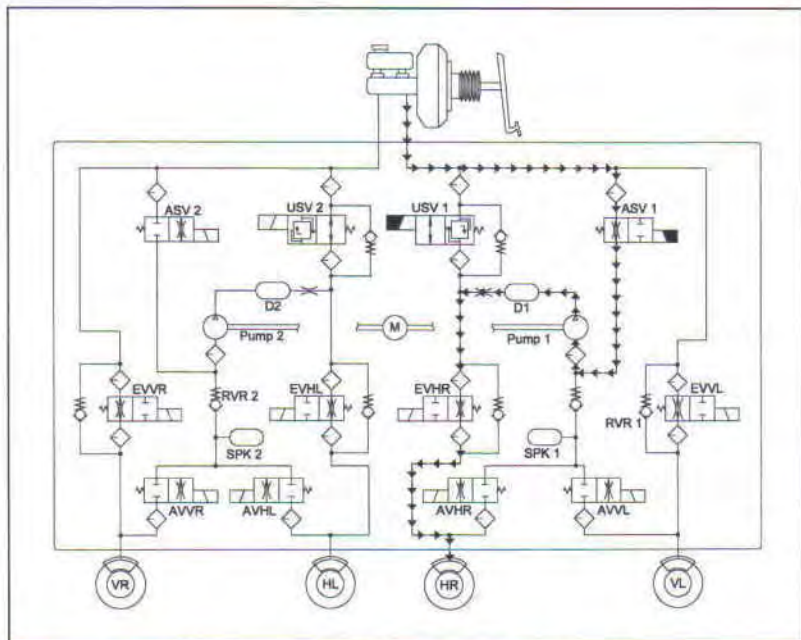 ASV 2
USV 2
USV 1
ASV 1
D2
M
D1
Pump 2
Pump 1
EVVR
RVR 2
EVHL
EVHR
RVR 1
EVVL
SPK 2
SPK 1
AVVR
AVHL
AVHR
AVVL
VR
HL
HR
VL